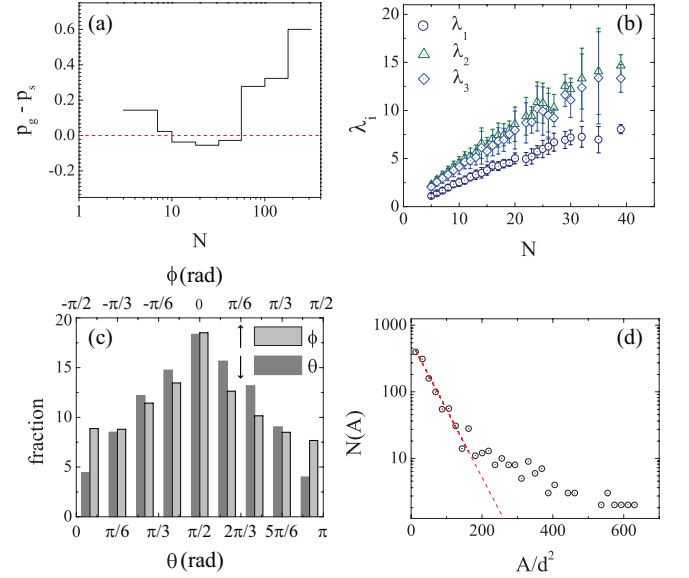 (a)
0.6
0.4
0.2
0.0
-0.2
p_g - p_s
1 10 100
N
(b)
λ_1
λ_2
λ_3
20
15
10
5
0
λ_i
0 10 20 30 40
N
ϕ (rad)
-π/2 -π/3 -π/6 0 π/6 π/3 π/2
(c)
ϕ
θ
20
15
10
5
0
fraction
0 π/6 π/3 π/2 2π/3 5π/6 π
θ (rad)
(d)
1000
100
10
N(A)
0 200 400 600
A/d²